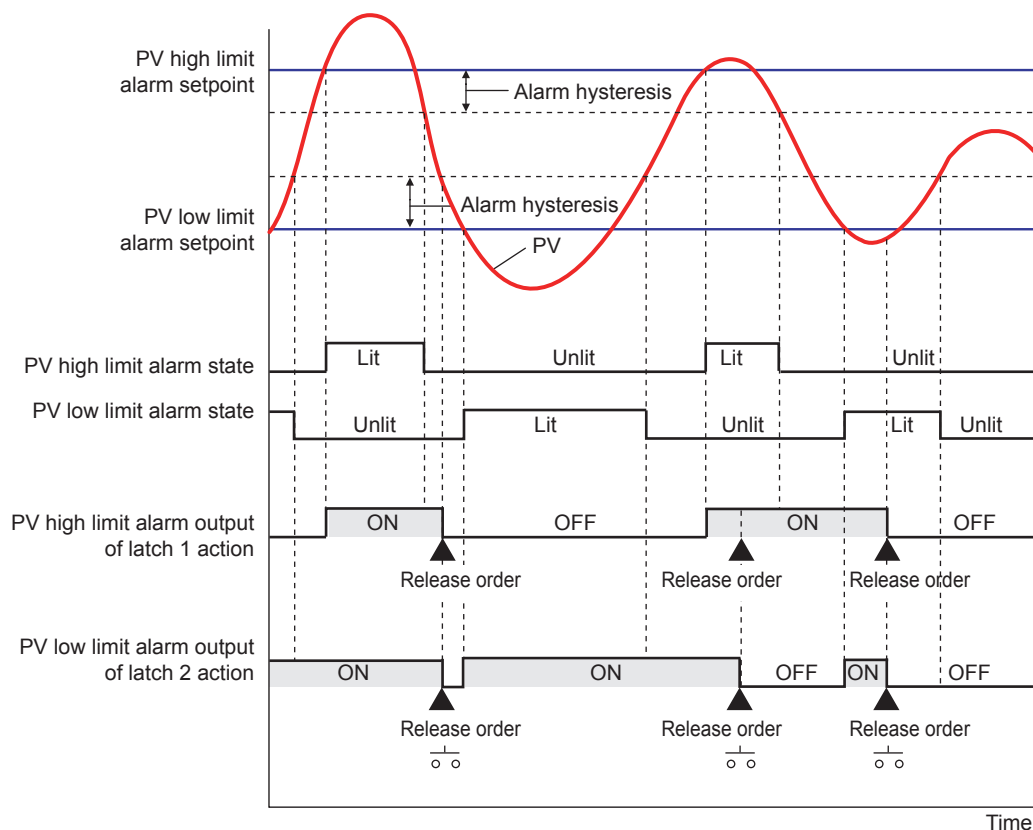 PV high limit
alarm setpoint
Alarm hysteresis
Alarm hysteresis
PV low limit
alarm setpoint
PV
PV high limit alarm state
Lit
Unlit
Lit
Unlit
PV low limit alarm state
Unlit
Lit
Unlit
Lit
Unlit
PV high limit alarm output
of latch 1 action
ON
OFF
ON
OFF
Release order
Release order
Release order
PV low limit alarm output
of latch 2 action
ON
ON
OFF
ON
OFF
Release order
Release order
Release order
Time